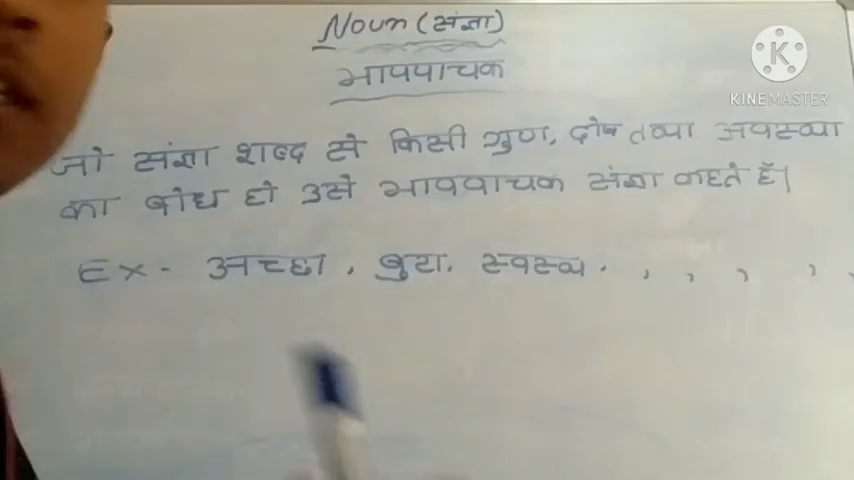 Noun (संज्ञा)
भाववाचक
जो संज्ञा शब्द से किसी गुण, दोष तथा अवस्था
का बोध हो उसे भाववाचक संज्ञा कहते हैं।
Ex- अच्छा, बुरा, स्वस्थ, , , , , ,
K
KINEMASTER